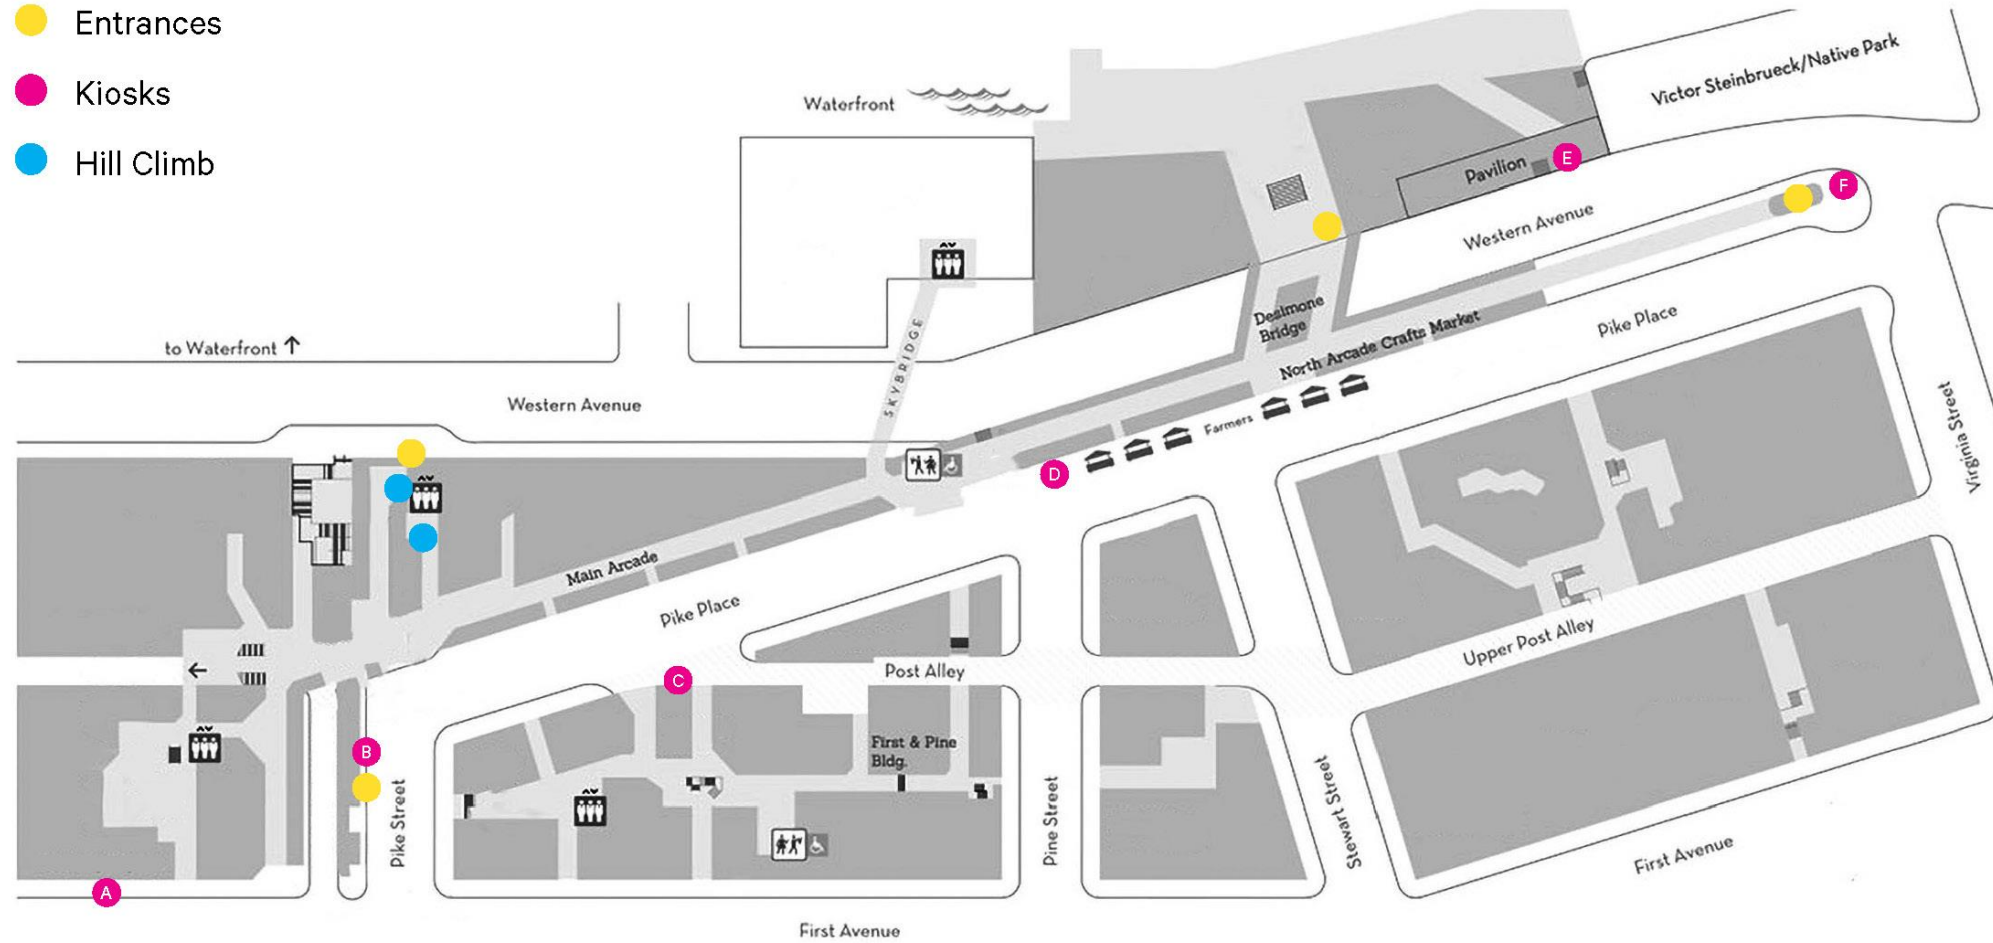 Entrances
Kiosks
Hill Climb
Waterfront
Victor Steinbrueck/Native Park
Pavilion
E
F
Western Avenue
Desimone
Bridge
SKYBRIDGE
to Waterfront ↑
North Arcade Crafts Market
Pike Place
Western Avenue
Farmers
Virginia Street
D
Main Arcade
Pike Place
Upper Post Alley
←
C
Post Alley
First & Pine
Bldg.
B
Pike Street
Pine Street
Stewart Street
First Avenue
A
First Avenue